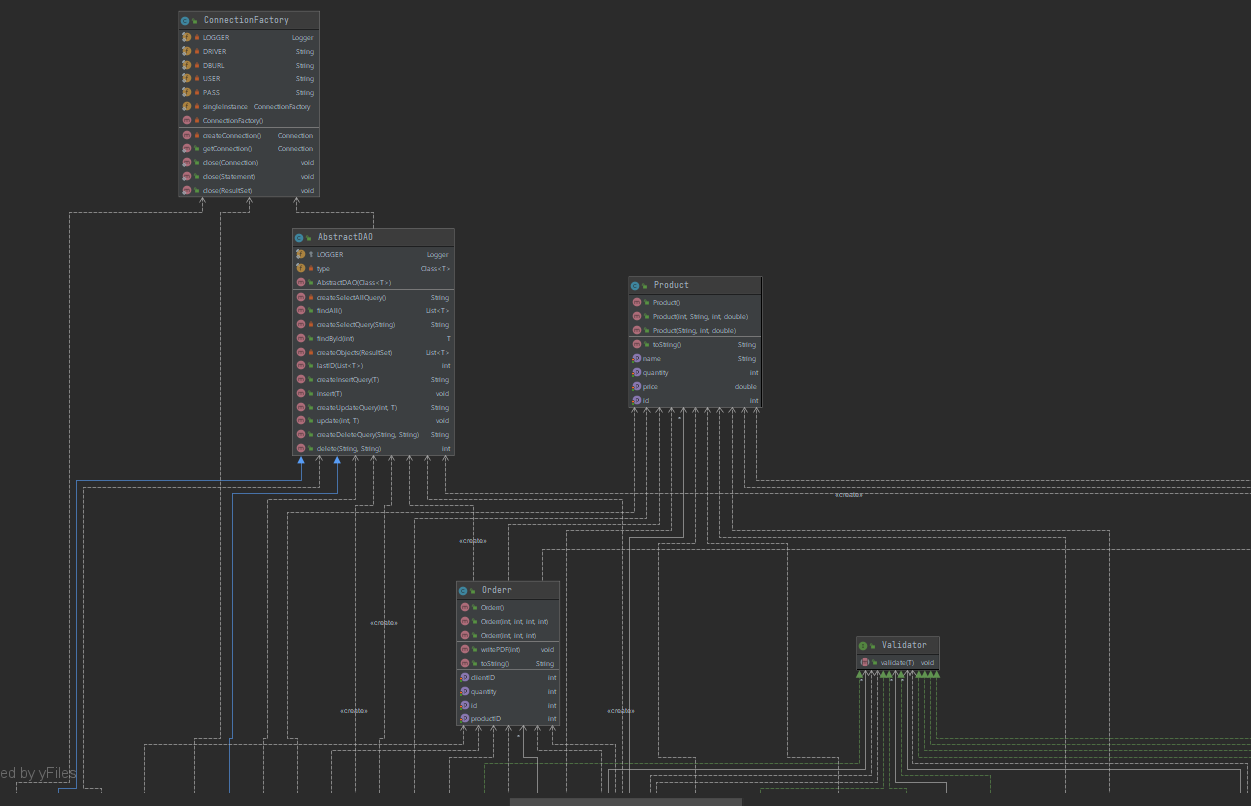 ConnectionFactory
LOGGER Logger
DRIVER String
DBURL String
USER String
PASS String
singleInstance ConnectionFactory
ConnectionFactory()
createConnection() Connection
getConnection() Connection
close(Connection) void
close(Statement) void
close(ResultSet) void
AbstractDAO
LOGGER Logger
type Class<T>
AbstractDAO(Class<T>)
createSelectAllQuery() String
findAll() List<T>
createSelectQuery(String) String
findById(int) T
createObjects(ResultSet) List<T>
lastID(List<T>) int
createInsertQuery(T) String
insert(T) void
createUpdateQuery(int, T) String
update(int, T) void
createDeleteQuery(String, String) String
delete(String, String) int
Product
Product()
Product(int, String, int, double)
Product(String, int, double)
toString() String
name String
quantity int
price double
id int
«create»
«create»
Orderr
Orderr()
Orderr(int, int, int, int)
Orderr(int, int, int)
writePDF(int) void
toString() String
clientID int
quantity int
id int
productID int
«create»
Validator
validate(T) void
«create»
«create»
ed by yFiles